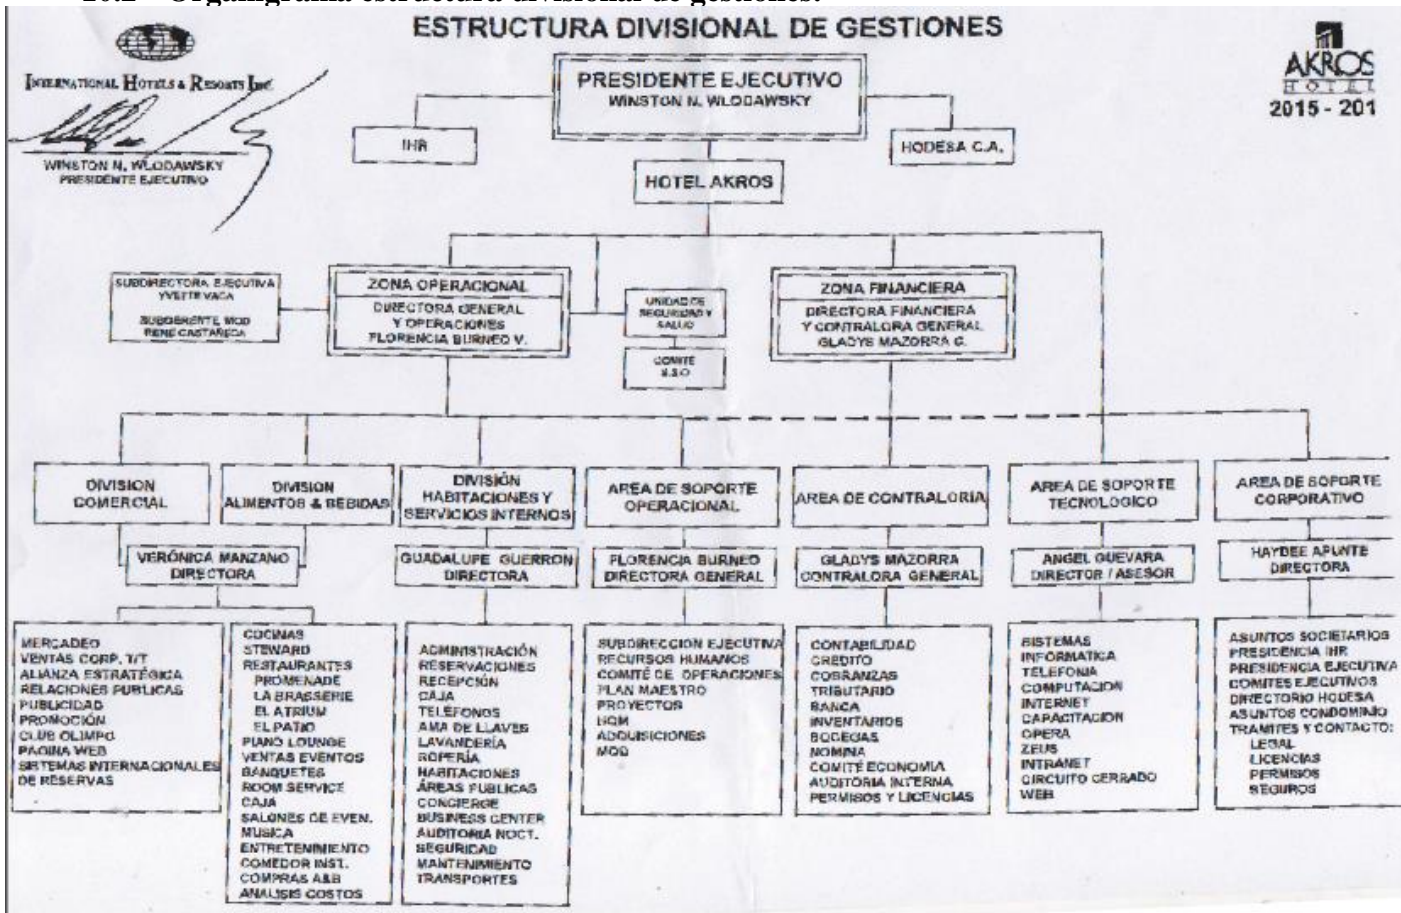 10.2 Organigrama estructura divisional de gestiones.
ESTRUCTURA DIVISIONAL DE GESTIONES
INTERNATIONAL HOTELS & RESORTS INC.
WINSTON N. WLODAWSKY
PRESIDENTE EJECUTIVO
AKROS
HOTEL
2015 - 201
PRESIDENTE EJECUTIVO
WINSTON N. WLODAWSKY
IHR
HODESA C.A.
HOTEL AKROS
SUBDIRECTORA EJECUTIVA
YVETTE VACA
SUBGERENTE MOD
RENE CASTAÑEDA
ZONA OPERACIONAL
DIRECTORA GENERAL
Y OPERACIONES
FLORENCIA BURNEO V.
UNIDAD DE
SEGURIDAD Y
SALUD
COMITÉ
S.S.O
ZONA FINANCIERA
DIRECTORA FINANCIERA
Y CONTRALORA GENERAL
GLADYS MAZORRA G.
DIVISION
COMERCIAL
DIVISION
ALIMENTOS & BEBIDAS
VERÓNICA MANZANO
DIRECTORA
DIVISIÓN
HABITACIONES Y
SERVICIOS INTERNOS
GUADALUPE GUERRON
DIRECTORA
AREA DE SOPORTE
OPERACIONAL
FLORENCIA BURNEO
DIRECTORA GENERAL
AREA DE CONTRALORÍA
GLADYS MAZORRA
CONTRALORA GENERAL
AREA DE SOPORTE
TECNOLOGICO
ANGEL GUEVARA
DIRECTOR / ASESOR
AREA DE SOPORTE
CORPORATIVO
HAYDEE APUNTE
DIRECTORA
MERCADEO
VENTAS CORP. T/T
ALIANZA ESTRATÉGICA
RELACIONES PUBLICAS
PUBLICIDAD
PROMOCIÓN
CLUB OLIMPO
PAGINA WEB
SISTEMAS INTERNACIONALES
DE RESERVAS
COCINAS
STEWARD
RESTAURANTES
PROMENADE
LA BRASSERIE
EL ATRIUM
EL PATIO
PIANO LOUNGE
VENTAS EVENTOS
BANQUETES
ROOM SERVICE
CAJA
SALONES DE EVEN.
MUSICA
ENTRETENIMIENTO
COMEDOR INST.
COMPRAS A&B
ANALISIS COSTOS
ADMINISTRACIÓN
RESERVACIONES
RECEPCIÓN
CAJA
TELÉFONOS
AMA DE LLAVES
LAVANDERÍA
ROPERÍA
HABITACIONES
ÁREAS PUBLICAS
CONCIERGE
BUSINESS CENTER
AUDITORIA NOCT.
SEGURIDAD
MANTENIMIENTO
TRANSPORTES
SUBDIRECCION EJECUTIVA
RECURSOS HUMANOS
COMITÉ DE OPERACIONES
PLAN MAESTRO
PROYECTOS
ADQUISICIONES
MOD
CONTABILIDAD
CREDITO
COBRANZAS
TRIBUTARIO
BANCA
INVENTARIOS
BODEGAS
NOMINA
COMITÉ ECONOMIA
AUDITORIA INTERNA
PERMISOS Y LICENCIAS
SISTEMAS
INFORMATICA
TELEFONIA
COMPUTACION
INTERNET
CAPACITACION
OPERA
ZEUS
INTRANET
CIRCUITO CERRADO
WEB
ASUNTOS SOCIETARIOS
PRESIDENCIA IHR
PRESIDENCIA EJECUTIVA
COMITES EJECUTIVOS
DIRECTORIO HODESA
ASUNTOS CONDOMINIO
TRAMITES Y CONTACTO:
LEGAL
LICENCIAS
PERMISOS
SEGUROS